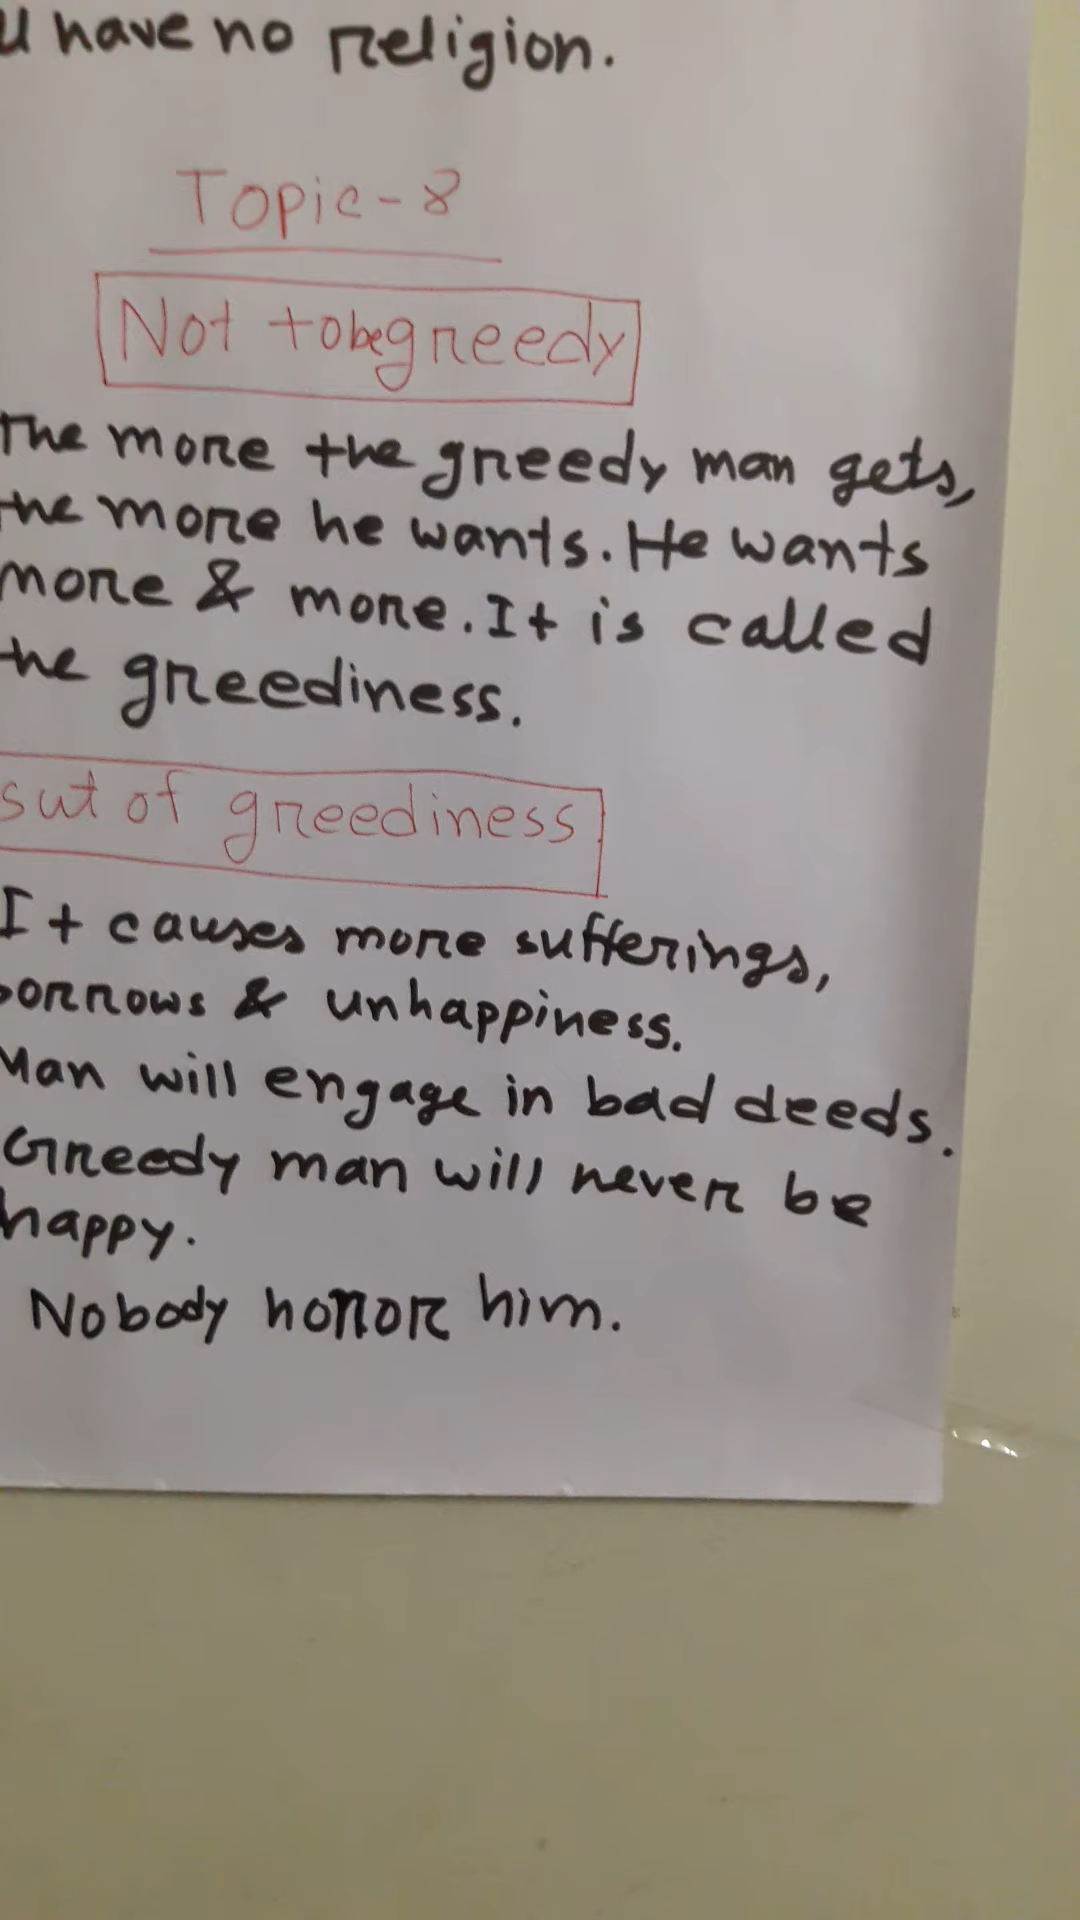 u have no religion.
Topic-8
Not to be greedy
The more the greedy man gets,
the more he wants. He wants
more & more. It is called
the greediness.
sut of greediness
It causes more sufferings,
sorrows & unhappiness.
Man will engage in bad deeds.
Greedy man will never be
happy.
Nobody honor him.